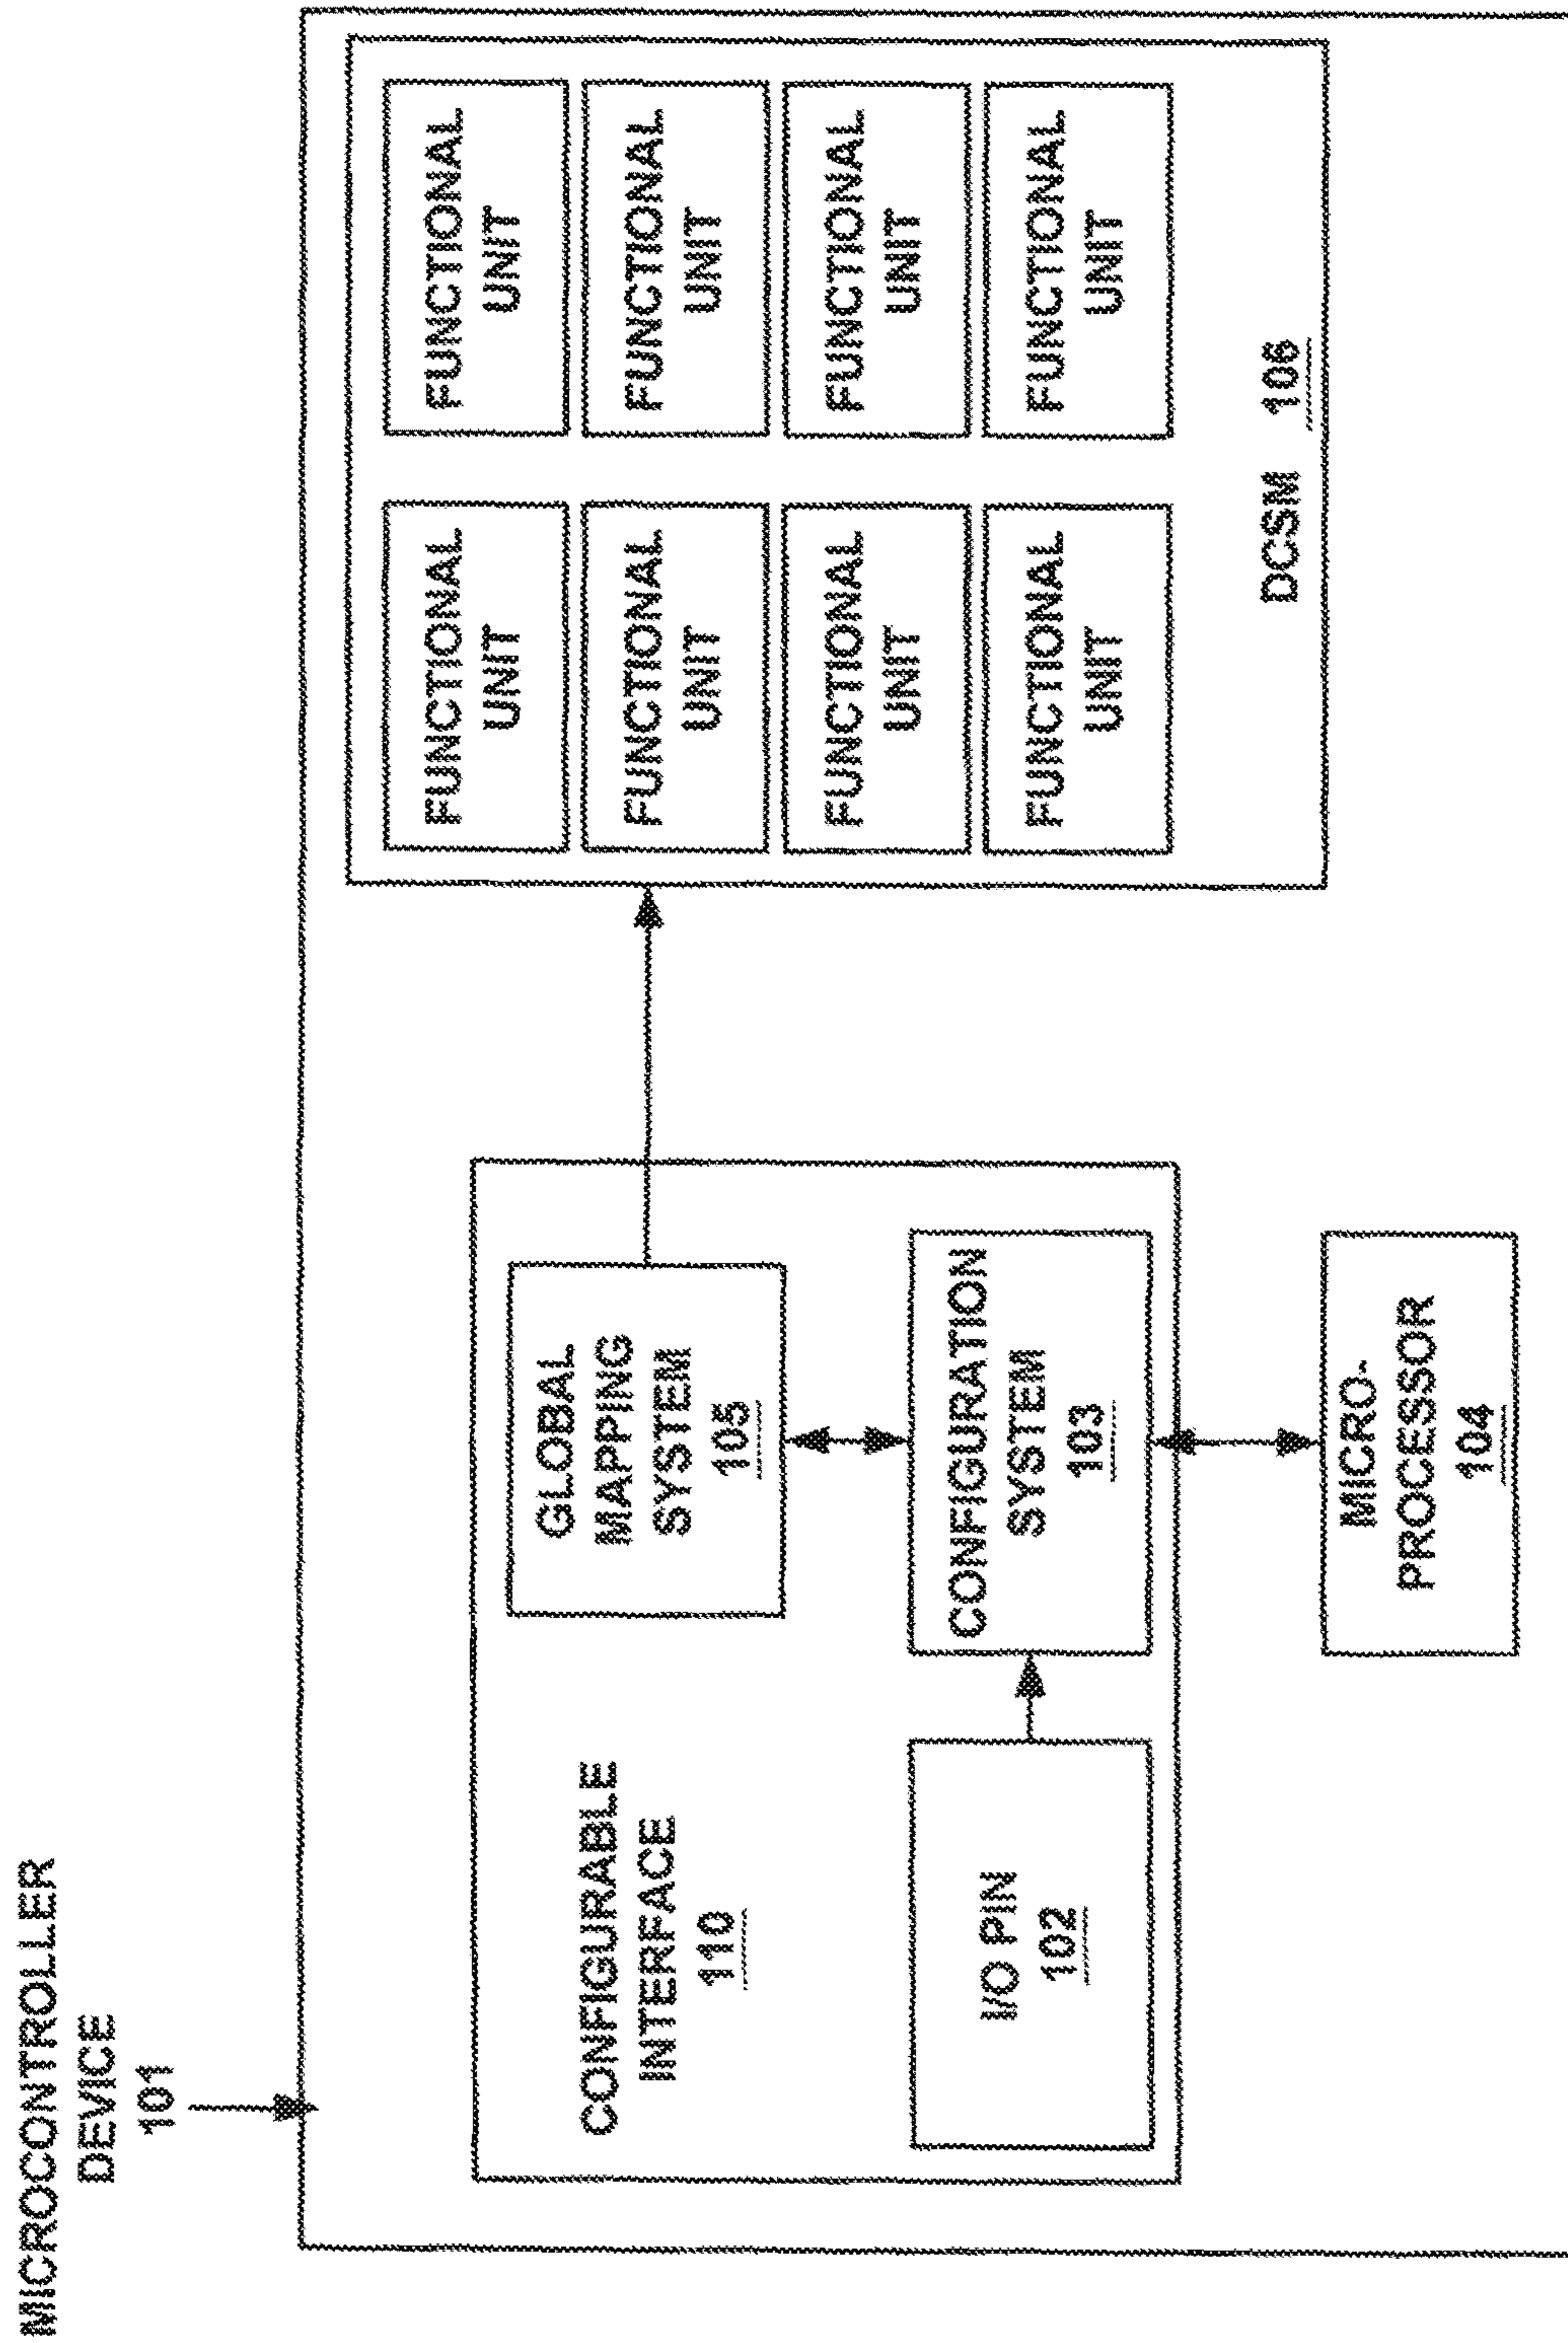 MICROCONTROLLER
DEVICE
101
CONFIGURABLE
INTERFACE
110
GLOBAL
MAPPING
SYSTEM
105
I/O PIN
102
CONFIGURATION
SYSTEM
103
MICRO-
PROCESSOR
104
FUNCTIONAL
UNIT
FUNCTIONAL
UNIT
FUNCTIONAL
UNIT
FUNCTIONAL
UNIT
FUNCTIONAL
UNIT
FUNCTIONAL
UNIT
FUNCTIONAL
UNIT
FUNCTIONAL
UNIT
DCSM 106